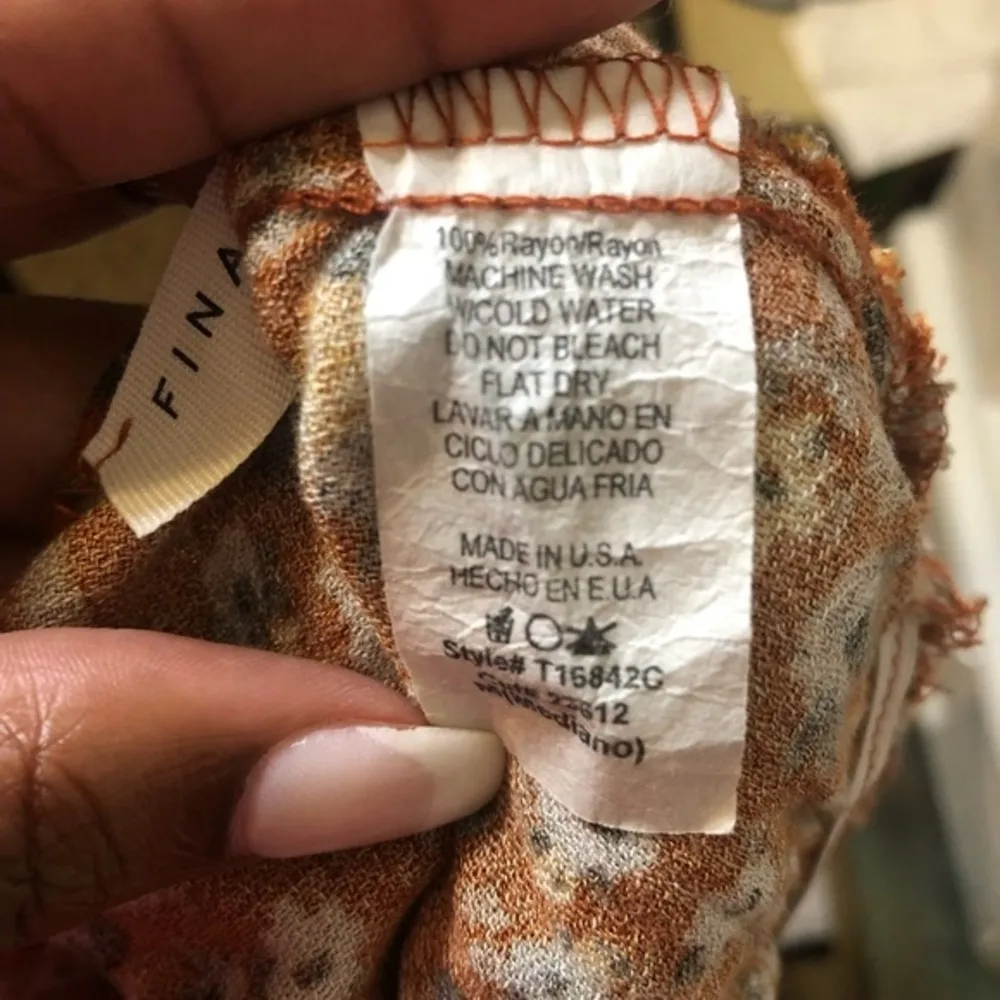 FINA
100%Rayon/Rayon
MACHINE WASH
W/COLD WATER
DO NOT BLEACH
FLAT DRY
LAVAR A MANO EN
CICLO DELICADO
CON AGUA FRIA
MADE IN U.S.A.
HECHO EN E.U.A
Style# T16842C
M(Mediano)